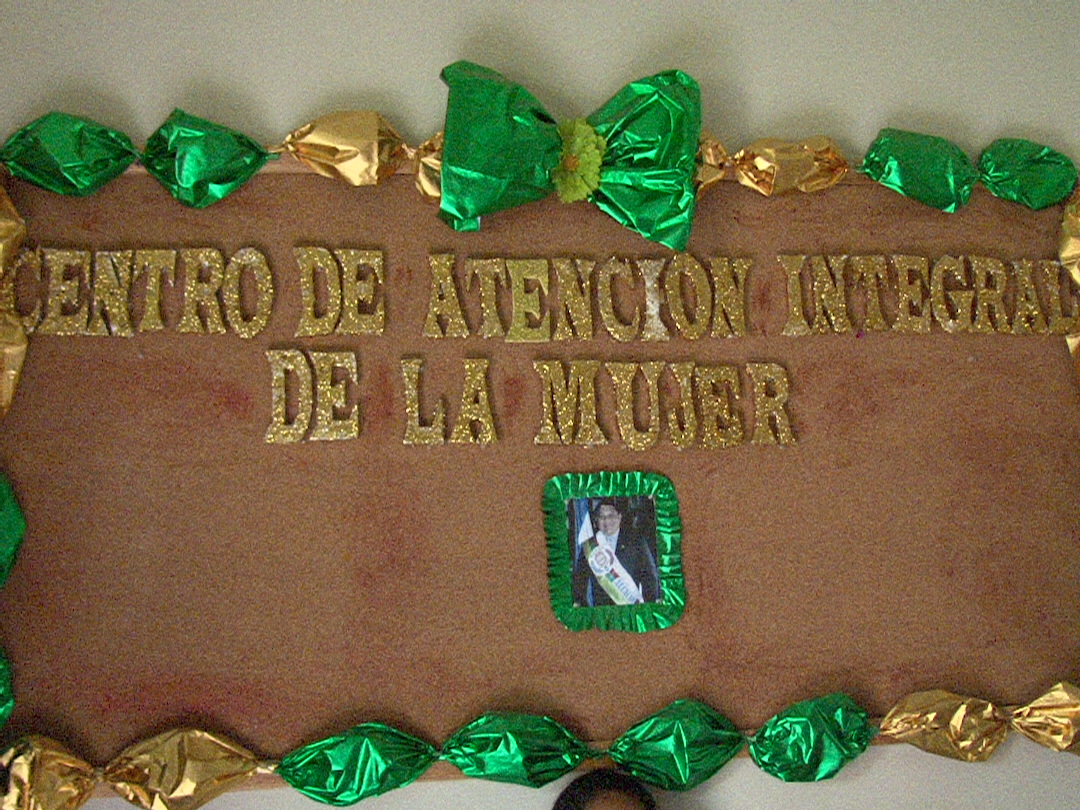 CENTRO DE ATENCION INTEGRAL
DE LA MUJER